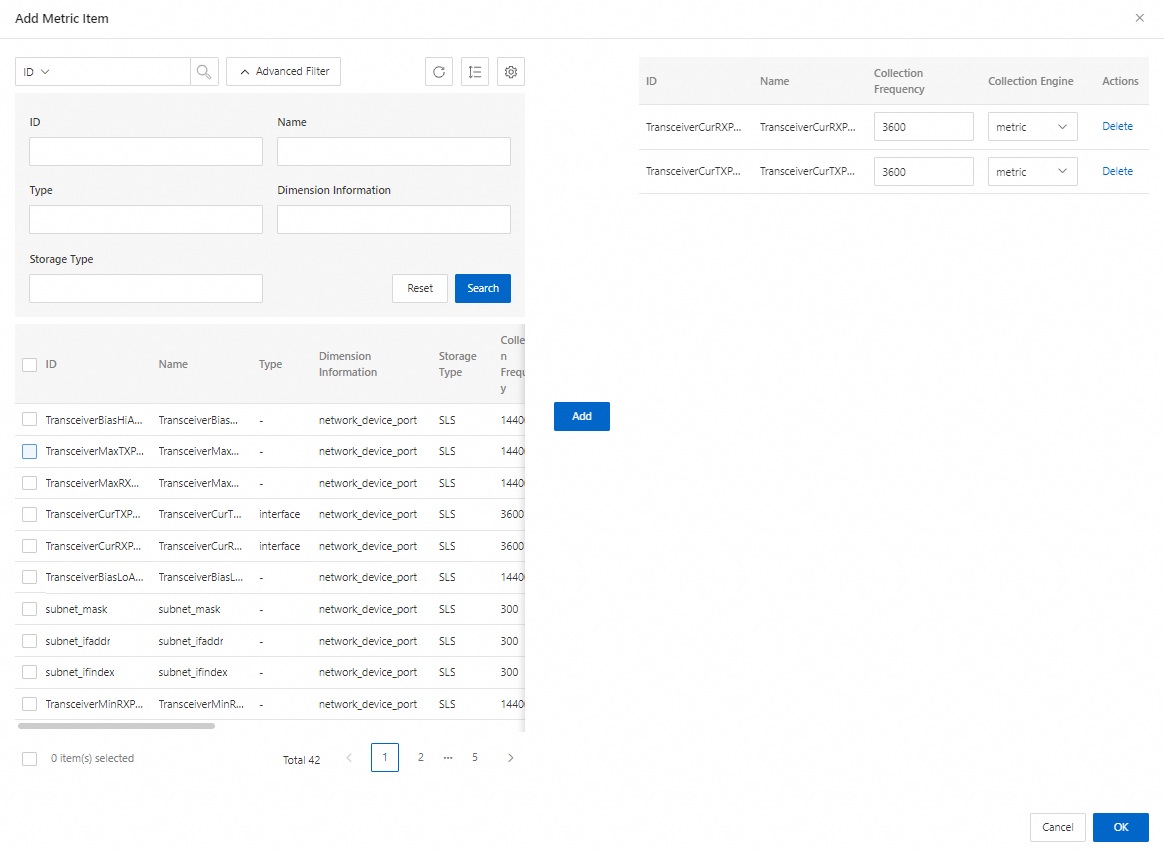 Add Metric Item
ID
Advanced Filter
ID
Name
Type
Dimension Information
Storage Type
Reset
Search
ID Name Type Dimension Information Storage Type Colle n Frequ y
TransceiverBiasHiA... TransceiverBias... - network_device_port SLS 1440
TransceiverMaxTXP... TransceiverMax... - network_device_port SLS 1440
TransceiverMaxRX... TransceiverMax... - network_device_port SLS 1440
TransceiverCurTXP... TransceiverCurT... interface network_device_port SLS 3600
TransceiverCurRXP... TransceiverCurR... interface network_device_port SLS 3600
TransceiverBiasLoA... TransceiverBiasL... - network_device_port SLS 1440
subnet_mask subnet_mask - network_device_port SLS 300
subnet_ifaddr subnet_ifaddr - network_device_port SLS 300
subnet_ifindex subnet_ifindex - network_device_port SLS 300
TransceiverMinRXP... TransceiverMinR... - network_device_port SLS 1440
0 item(s) selected
Total 42
1 2 ... 5
Add
ID Name Collection Frequency Collection Engine Actions
TransceiverCurRXP... TransceiverCurRXP... 3600 metric Delete
TransceiverCurTXP... TransceiverCurTXP... 3600 metric Delete
Cancel
OK